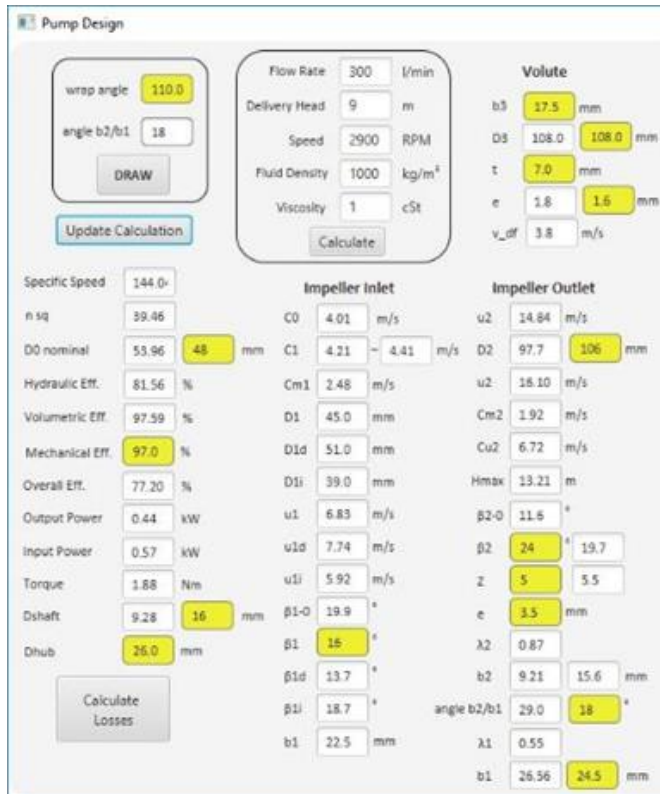 Pump Design
wrap angle 110.0
angle b2/b1 18
DRAW
Update Calculation
Flow Rate 300 l/min
Delivery Head 9 m
Speed 2900 RPM
Fluid Density 1000 kg/m³
Viscosity 1 cSt
Calculate
Volute
b3 17.5 mm
D3 108.0 108.0 mm
t 7.0 mm
e 1.8 1.6 mm
v_df 3.8 m/s
Specific Speed 144.0
n sq 39.46
D0 nominal 53.96 48 mm
Hydraulic Eff. 81.56 %
Volumetric Eff. 97.59 %
Mechanical Eff. 97.0 %
Overall Eff. 77.20 %
Output Power 0.44 kW
Input Power 0.57 kW
Torque 1.88 Nm
Dshaft 9.28 16 mm
Dhub 26.0 mm
Calculate
Losses
Impeller Inlet
C0 4.01 m/s
C1 4.21 - 4.41 m/s
Cm1 2.48 m/s
D1 45.0 mm
D1d 51.0 mm
D1i 39.0 mm
u1 6.83 m/s
u1d 7.74 m/s
u1i 5.92 m/s
β1-0 19.9 °
β1 16 °
β1d 13.7 °
β1i 18.7 °
b1 22.5 mm
Impeller Outlet
u2 14.84 m/s
D2 97.7 106 mm
u2 16.10 m/s
Cm2 1.92 m/s
Cu2 6.72 m/s
Hmax 13.21 m
β2-0 11.6 °
β2 24 ° 19.7
Z 5 5.5
e 3.5 mm
λ2 0.87
b2 9.21 15.6 mm
angle b2/b1 29.0 18 °
λ1 0.55
b1 26.56 24.5 mm